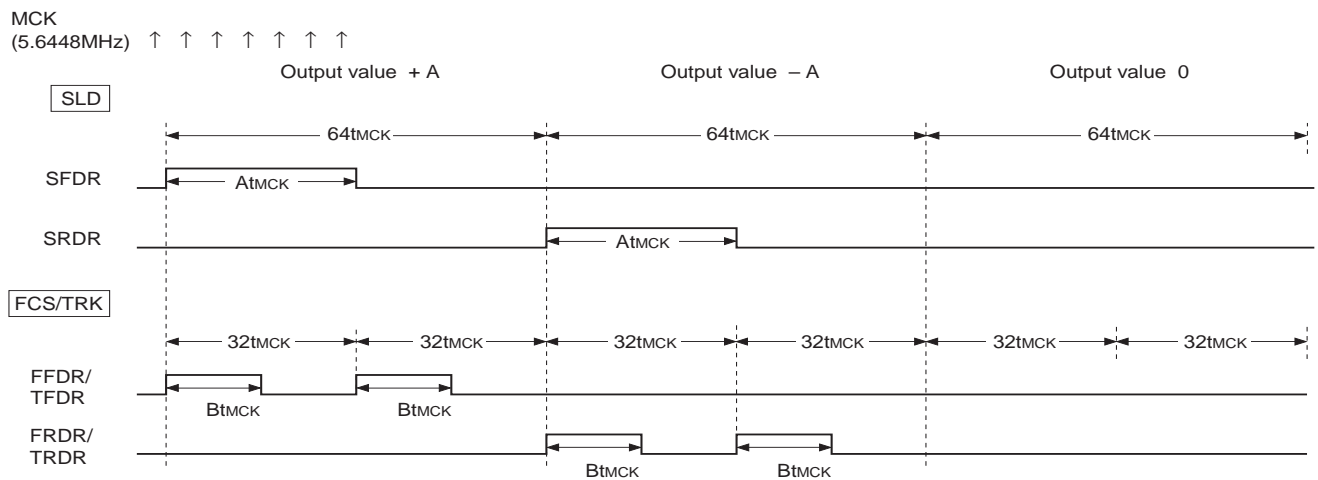 MCK
(5.6448MHz) ↑ ↑ ↑ ↑ ↑ ↑ ↑
Output value + A Output value – A Output value 0
SLD
64tMCK 64tMCK 64tMCK
SFDR AtMCK
SRDR AtMCK
FCS/TRK
32tMCK 32tMCK 32tMCK 32tMCK 32tMCK 32tMCK
FFDR/
TFDR
BtMCK BtMCK
FRDR/
TRDR
BtMCK BtMCK